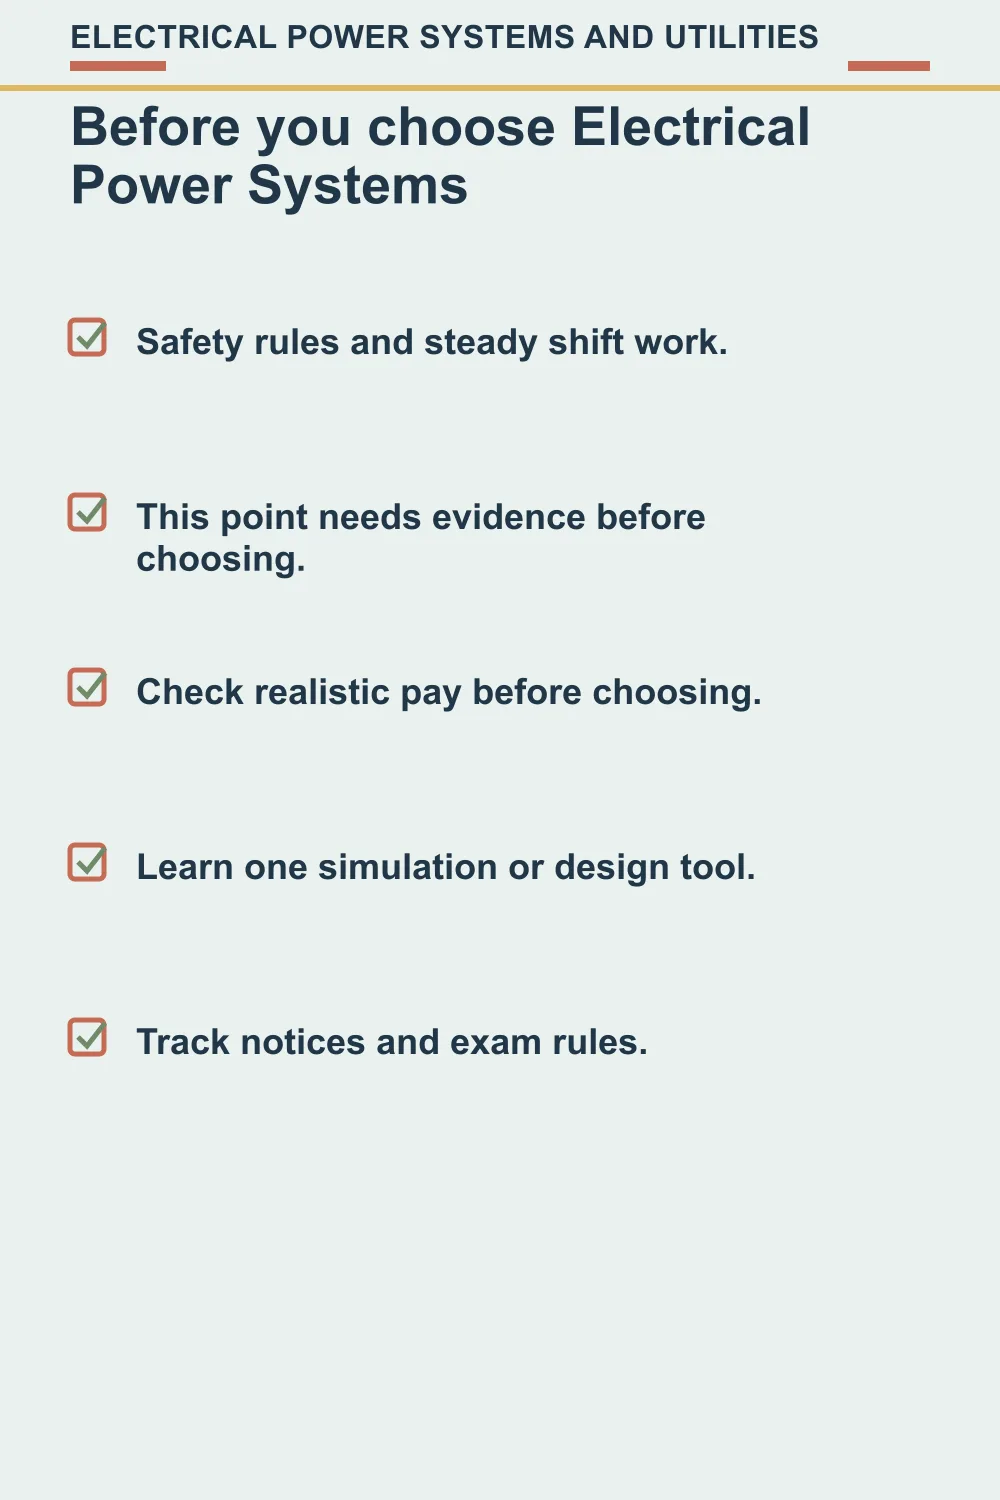 ELECTRICAL POWER SYSTEMS AND UTILITIES
Before you choose Electrical
Power Systems
Safety rules and steady shift work.
This point needs evidence before
choosing.
Check realistic pay before choosing.
Learn one simulation or design tool.
Track notices and exam rules.